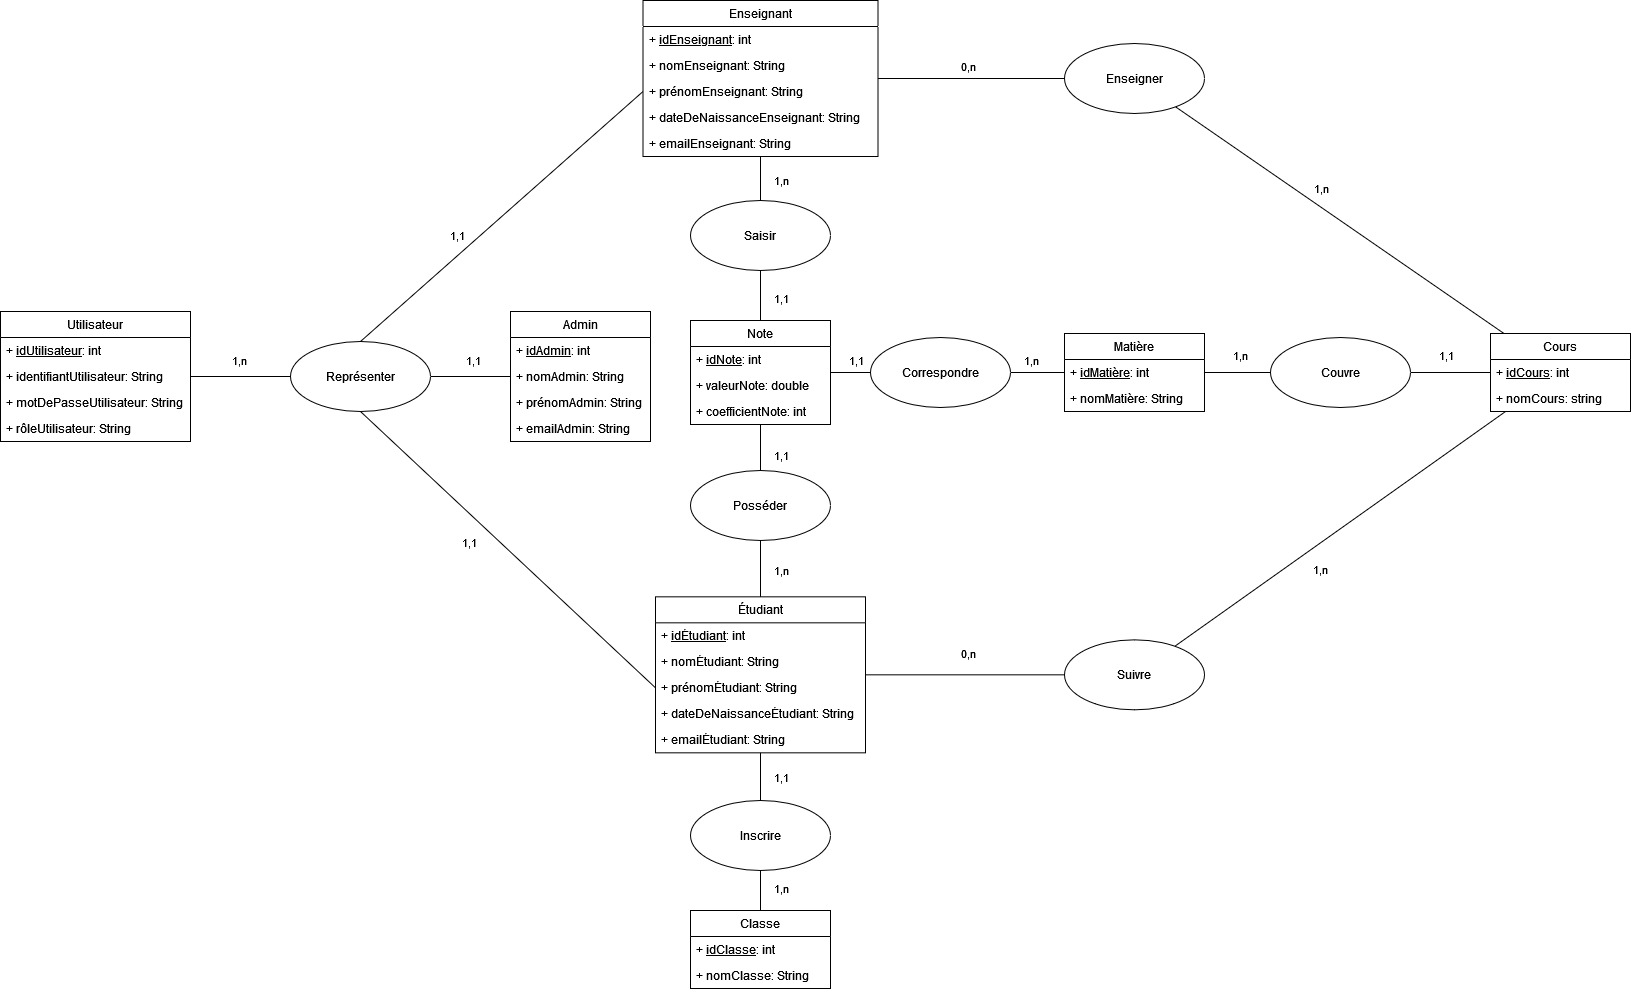 Enseignant
+ idEnseignant: int
+ nomEnseignant: String
+ prénomEnseignant: String
+ dateDeNaissanceEnseignant: String
+ emailEnseignant: String
0,n
Enseigner
1,n
1,n
Saisir
1,1
1,1
Utilisateur
+ idUtilisateur: int
+ identifiantUtilisateur: String
+ motDePasseUtilisateur: String
+ rôleUtilisateur: String
1,n
Représenter
1,1
Admin
+ idAdmin: int
+ nomAdmin: String
+ prénomAdmin: String
+ emailAdmin: String
Note
+ idNote: int
+ valeurNote: double
+ coefficientNote: int
1,1
Correspondre
1,n
Matière
+ idMatière: int
+ nomMatière: String
1,n
Couvre
1,1
Cours
+ idCours: int
+ nomCours: string
1,1
Posséder
1,n
1,1
1,n
Étudiant
+ idÉtudiant: int
+ nomÉtudiant: String
+ prénomÉtudiant: String
+ dateDeNaissanceÉtudiant: String
+ emailÉtudiant: String
0,n
Suivre
1,1
Inscrire
1,n
Classe
+ idClasse: int
+ nomClasse: String